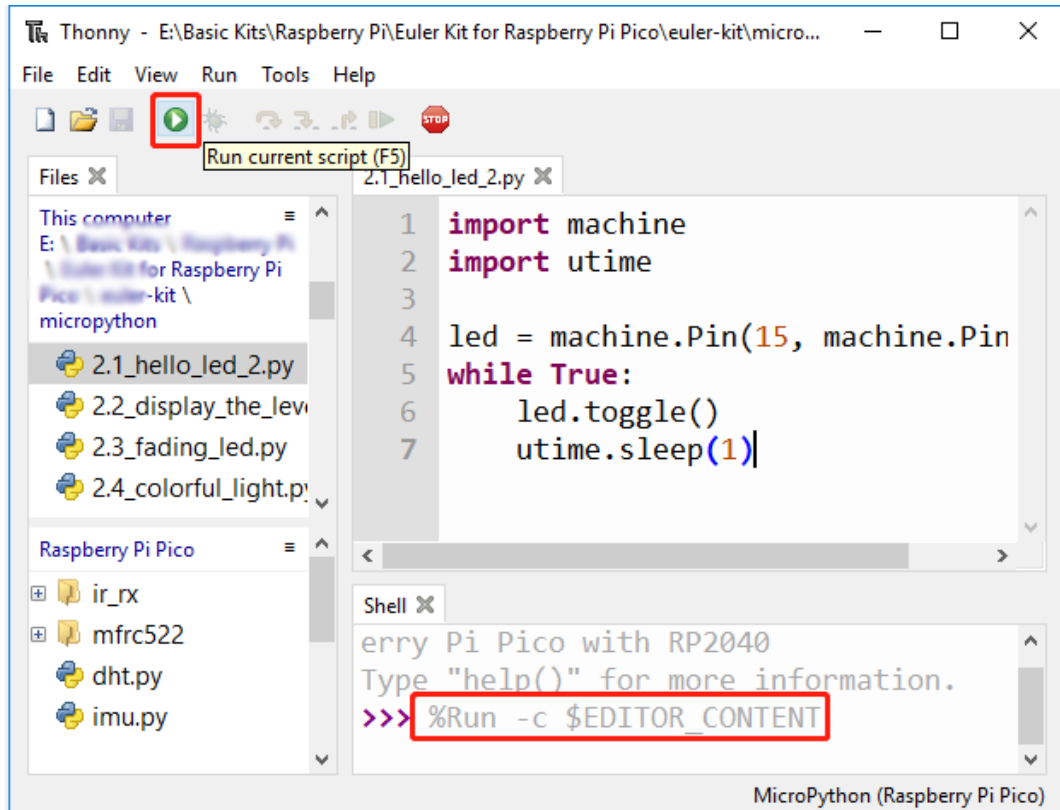 Thonny - E:\Basic Kits\Raspberry Pi\Euler Kit for Raspberry Pi Pico\euler-kit\micro...
File Edit View Run Tools Help
STOP
Run current script (F5)
Files
This computer
E: \
for Raspberry Pi
-kit \
micropython
2.1_hello_led_2.py
2.2_display_the_leve
2.3_fading_led.py
2.4_colorful_light.py
Raspberry Pi Pico
ir_rx
mfrc522
dht.py
imu.py
2.1_hello_led_2.py
1 import machine
2 import utime
3
4 led = machine.Pin(15, machine.Pin
5 while True:
6 led.toggle()
7 utime.sleep(1)
Shell
erry Pi Pico with RP2040
Type "help()" for more information.
>>> %Run -c $EDITOR_CONTENT
MicroPython (Raspberry Pi Pico)